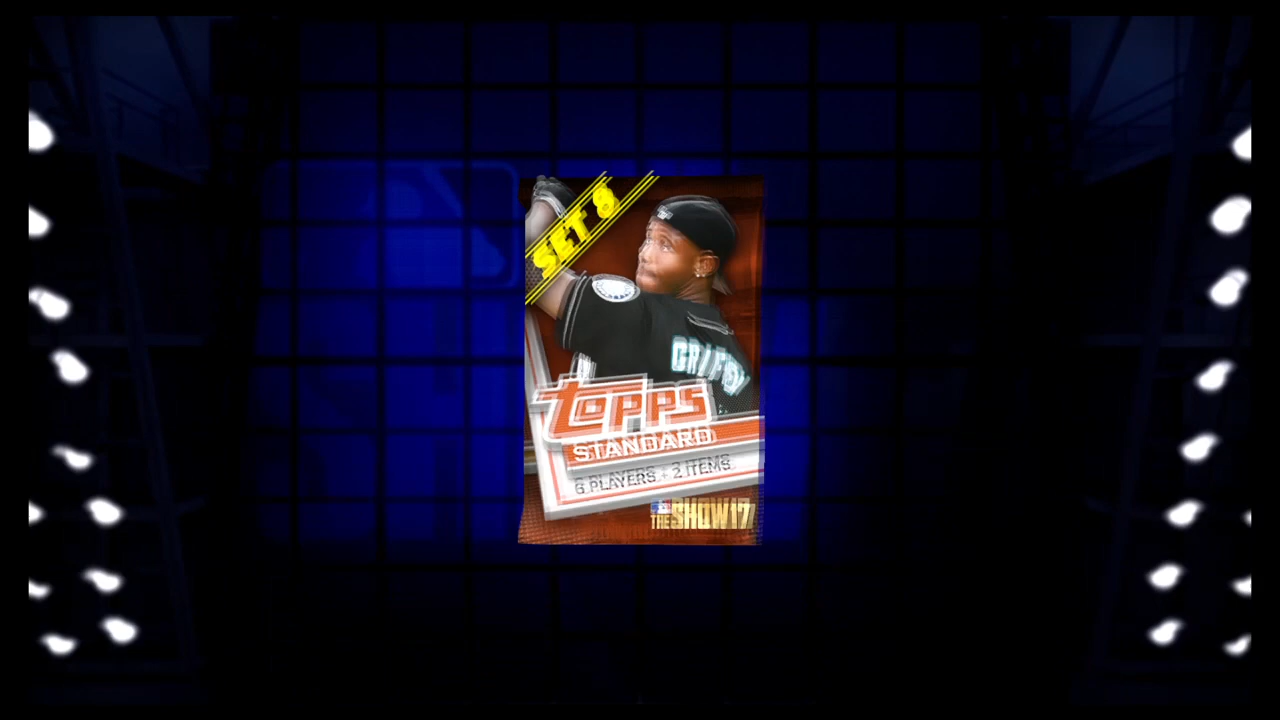 SET 8
GRIFFEY
topps
STANDARD
6 PLAYERS + 2 ITEMS
THE SHOW 17